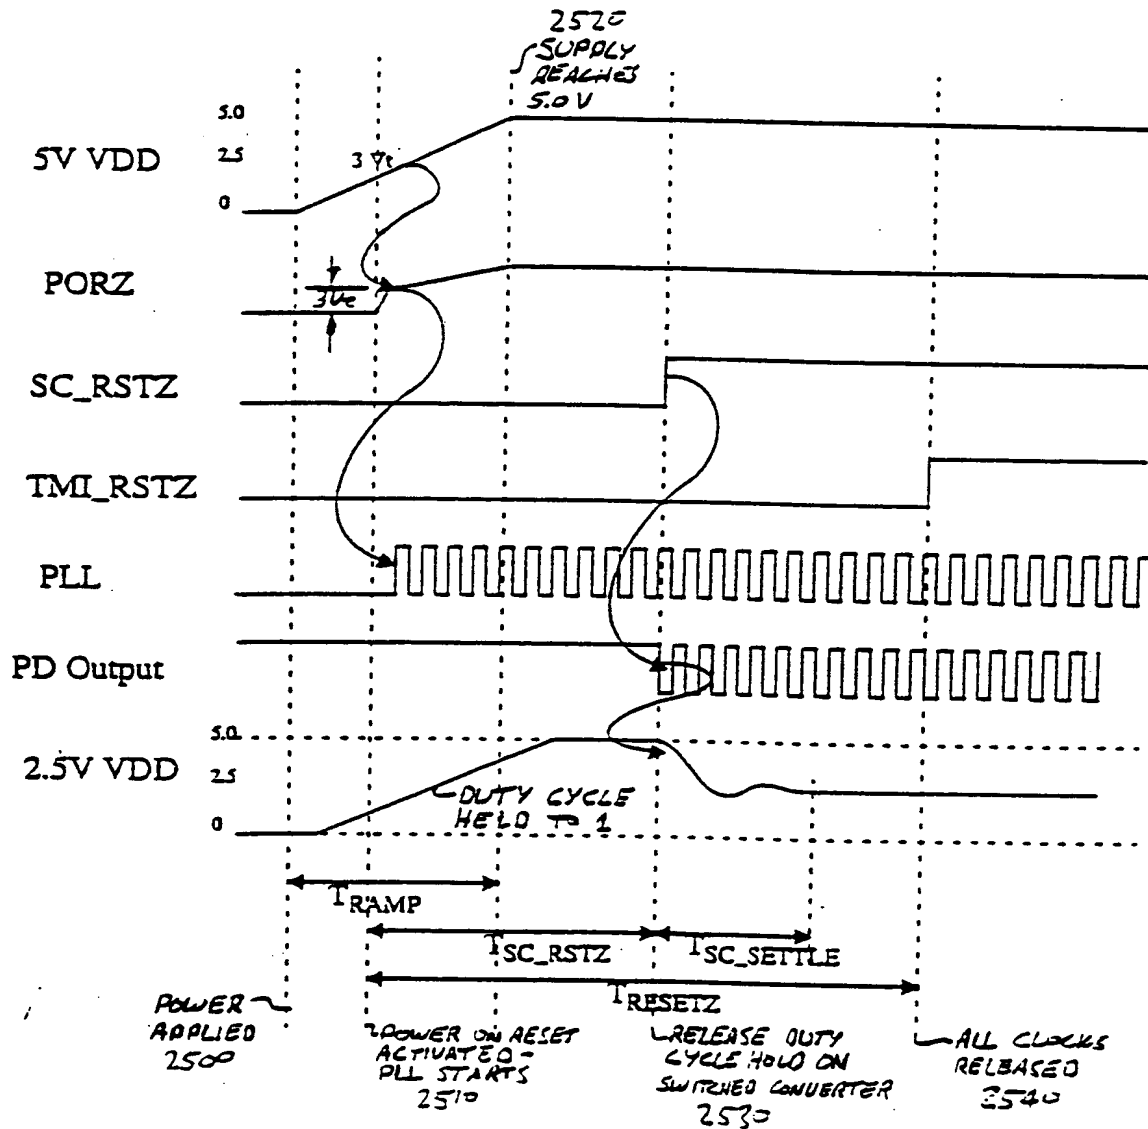 2520
SUPPLY
REACHES
5.0 V
5V VDD
5.0
2.5
0
3 Vt
PORZ
SC_RSTZ
TMI_RSTZ
PLL
PD Output
2.5V VDD
5.0
2.5
0
DUTY CYCLE
HELD TO 1
TRAMP
TSC_RSTZ
TSC_SETTLE
TRESETZ
POWER
APPLIED
2500
POWER ON RESET
ACTIVATED -
PLL STARTS
2510
RELEASE DUTY
CYCLE HOLD ON
SWITCHED CONVERTER
2530
ALL CLOCKS
RELEASED
2540